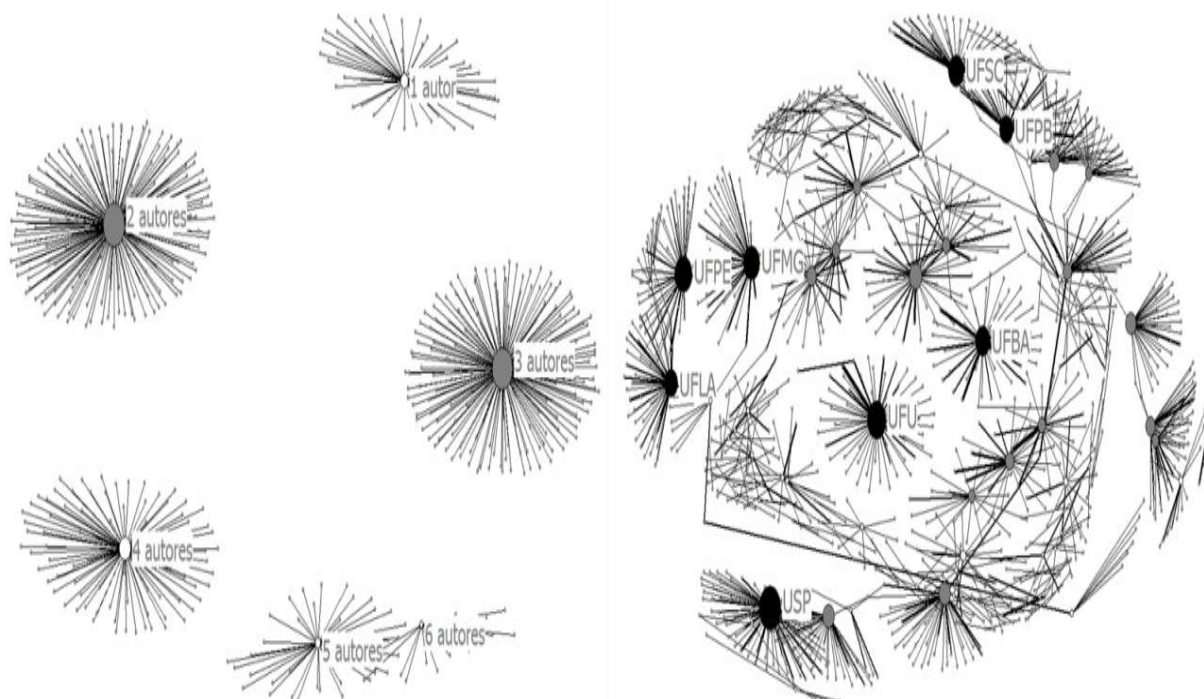 1 autor
2 autores
3 autores
4 autores
5 autores
6 autores
UFSC
UFPB
UFPE
UFMG
UFBA
UFLA
UFU
USP